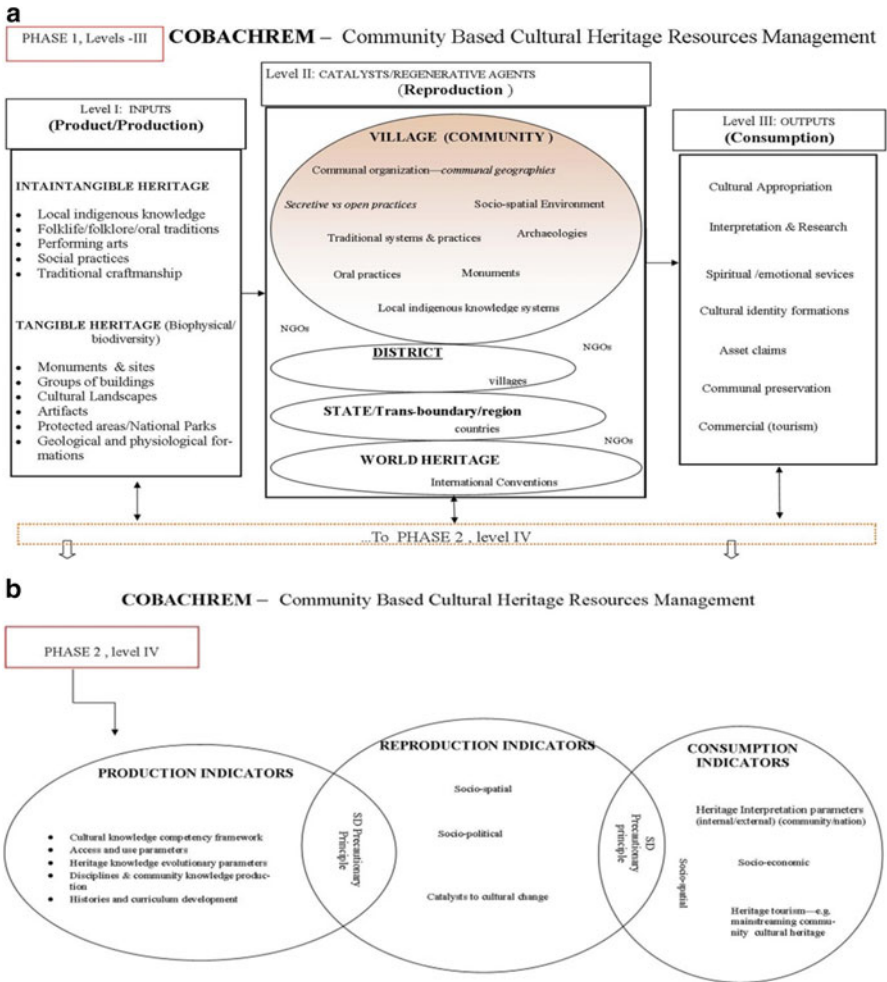 a
PHASE 1, Levels -III
COBACHREM – Community Based Cultural Heritage Resources Management
Level I: INPUTS
(Product/Production)
INTAINTANGIBLE HERITAGE
• Local indigenous knowledge
• Folklife/folklore/oral traditions
• Performing arts
• Social practices
• Traditional craftmanship
TANGIBLE HERITAGE (Biophysical/
biodiversity)
• Monuments & sites
• Groups of buildings
• Cultural Landscapes
• Artifacts
• Protected areas/National Parks
• Geological and physiological for-
mations
Level II: CATALYSTS/REGENERATIVE AGENTS
(Reproduction )
VILLAGE (COMMUNITY )
Communal organization—communal geographies
Secretive vs open practices
Socio-spatial Environment
Traditional systems & practices
Archaeologies
Oral practices
Monuments
Local indigenous knowledge systems
NGOs
NGOs
DISTRICT
villages
STATE/Trans-boundary/region
countries
NGOs
WORLD HERITAGE
International Conventions
Level III: OUTPUTS
(Consumption)
Cultural Appropriation
Interpretation & Research
Spiritual /emotional sevices
Cultural identity formations
Asset claims
Communal preservation
Commercial (tourism)
...To PHASE 2 , level IV
b
COBACHREM – Community Based Cultural Heritage Resources Management
PHASE 2 , level IV
PRODUCTION INDICATORS
• Cultural knowledge competency framework
• Access and use parameters
• Heritage knowledge evolutionary parameters
• Disciplines & community knowledge produc-
tion
• Histories and curriculum development
SD Precautionary
Principle
REPRODUCTION INDICATORS
Socio-spatial
Socio-political
Catalysts to cultural change
SD
Precautionary
principle
CONSUMPTION
INDICATORS
Heritage Interpretation parameters
(internal/external) (community/nation)
Socio-economic
Socio-spatial
Heritage tourism—e.g.
mainstreaming commu-
nity cultural heritage